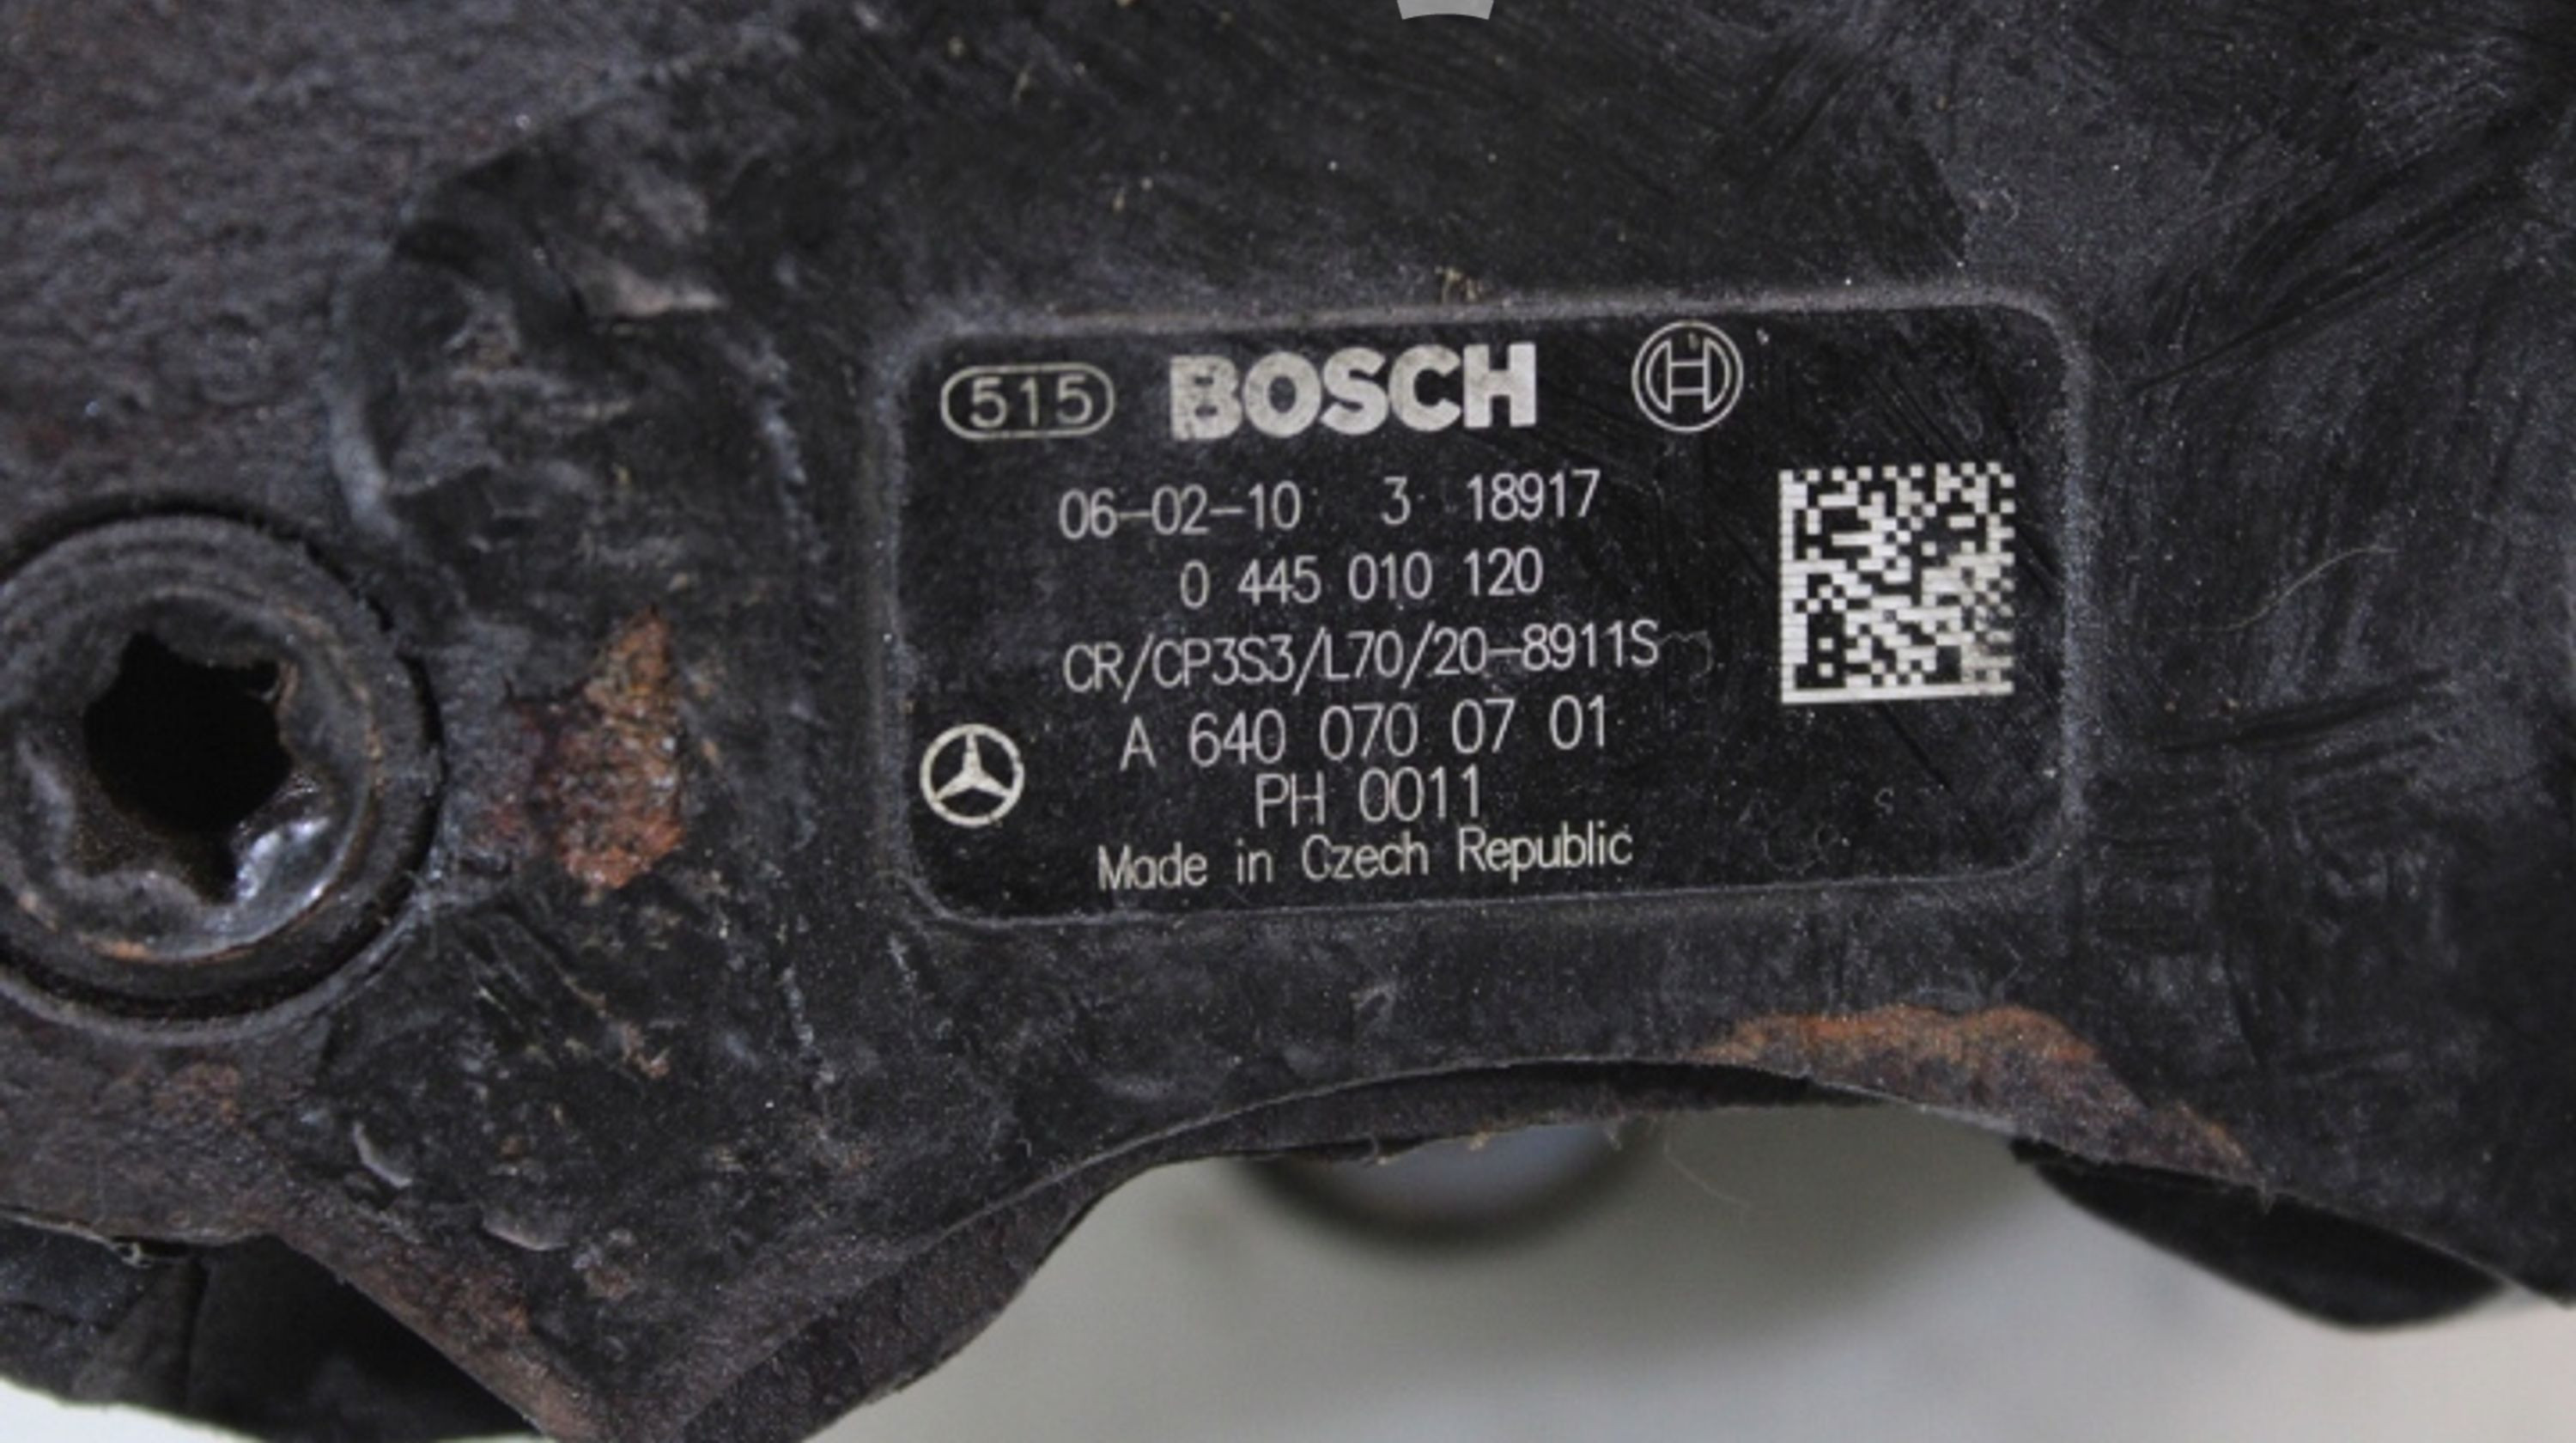 515 BOSCH
06-02-10 3 18917
0 445 010 120
CR/CP3S3/L70/20-8911S
A 640 070 07 01
PH 0011
Made in Czech Republic